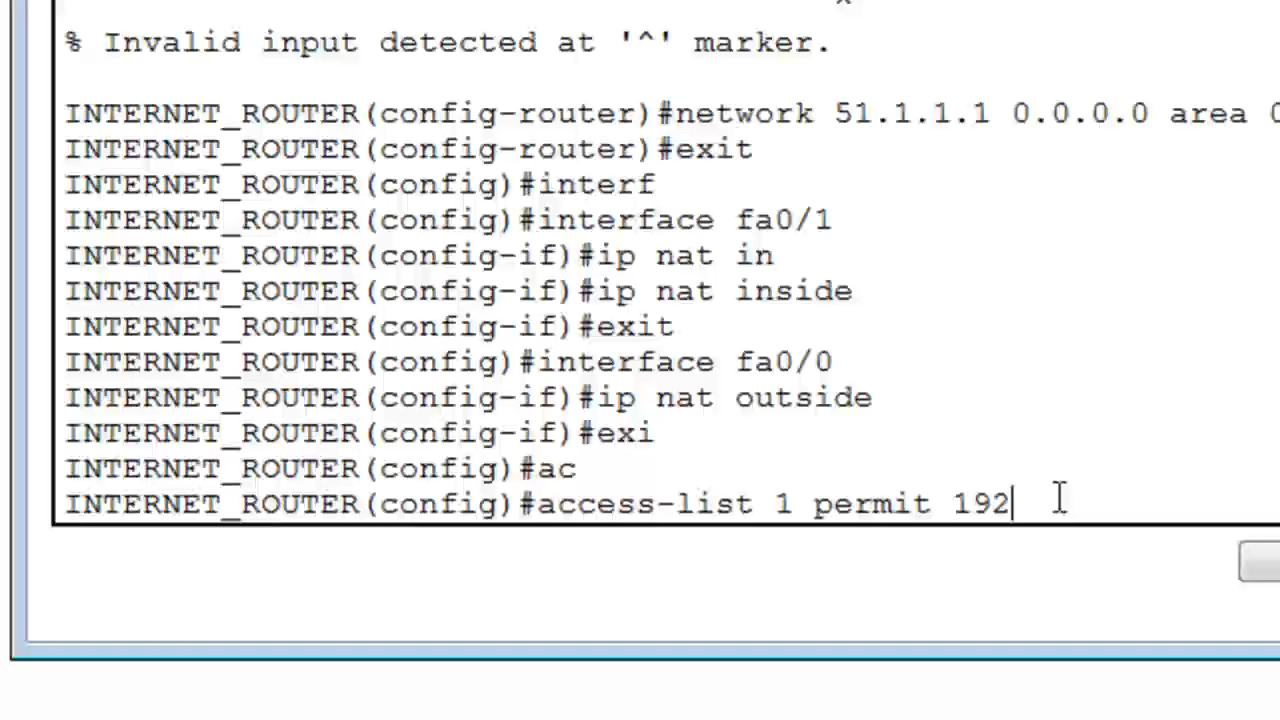 % Invalid input detected at '^' marker.
INTERNET_ROUTER(config-router)#network 51.1.1.1 0.0.0.0 area 0
INTERNET_ROUTER(config-router)#exit
INTERNET_ROUTER(config)#interf
INTERNET_ROUTER(config)#interface fa0/1
INTERNET_ROUTER(config-if)#ip nat in
INTERNET_ROUTER(config-if)#ip nat inside
INTERNET_ROUTER(config-if)#exit
INTERNET_ROUTER(config)#interface fa0/0
INTERNET_ROUTER(config-if)#ip nat outside
INTERNET_ROUTER(config-if)#exi
INTERNET_ROUTER(config)#ac
INTERNET_ROUTER(config)#access-list 1 permit 192